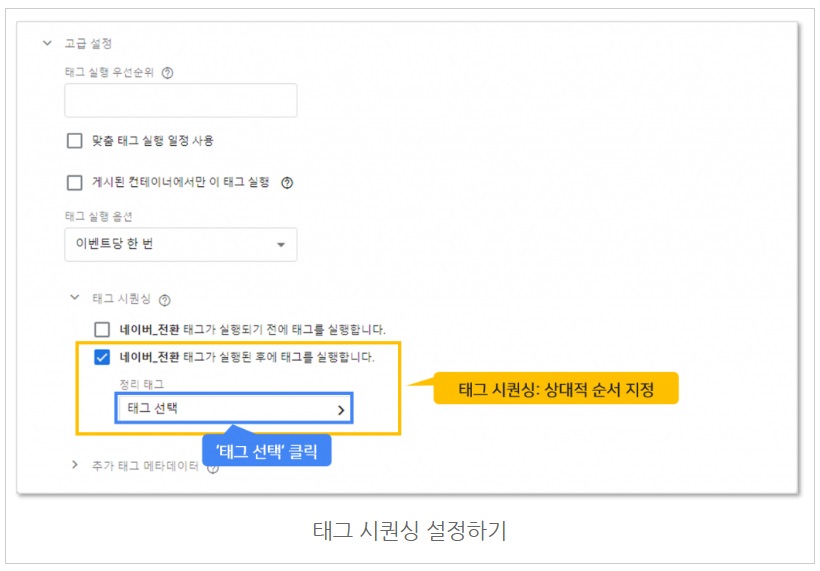 고급 설정
태그 실행 우선순위 ?
맞춤 태그 실행 일정 사용
게시된 컨테이너에서만 이 태그 실행 ?
태그 실행 옵션
이벤트당 한 번
태그 시퀀싱 ?
네이버_전환 태그가 실행되기 전에 태그를 실행합니다.
네이버_전환 태그가 실행된 후에 태그를 실행합니다.
정리 태그
태그 선택
태그 시퀀싱: 상대적 순서 지정
'태그 선택' 클릭
추가 태그 메타데이터 ?
태그 시퀀싱 설정하기